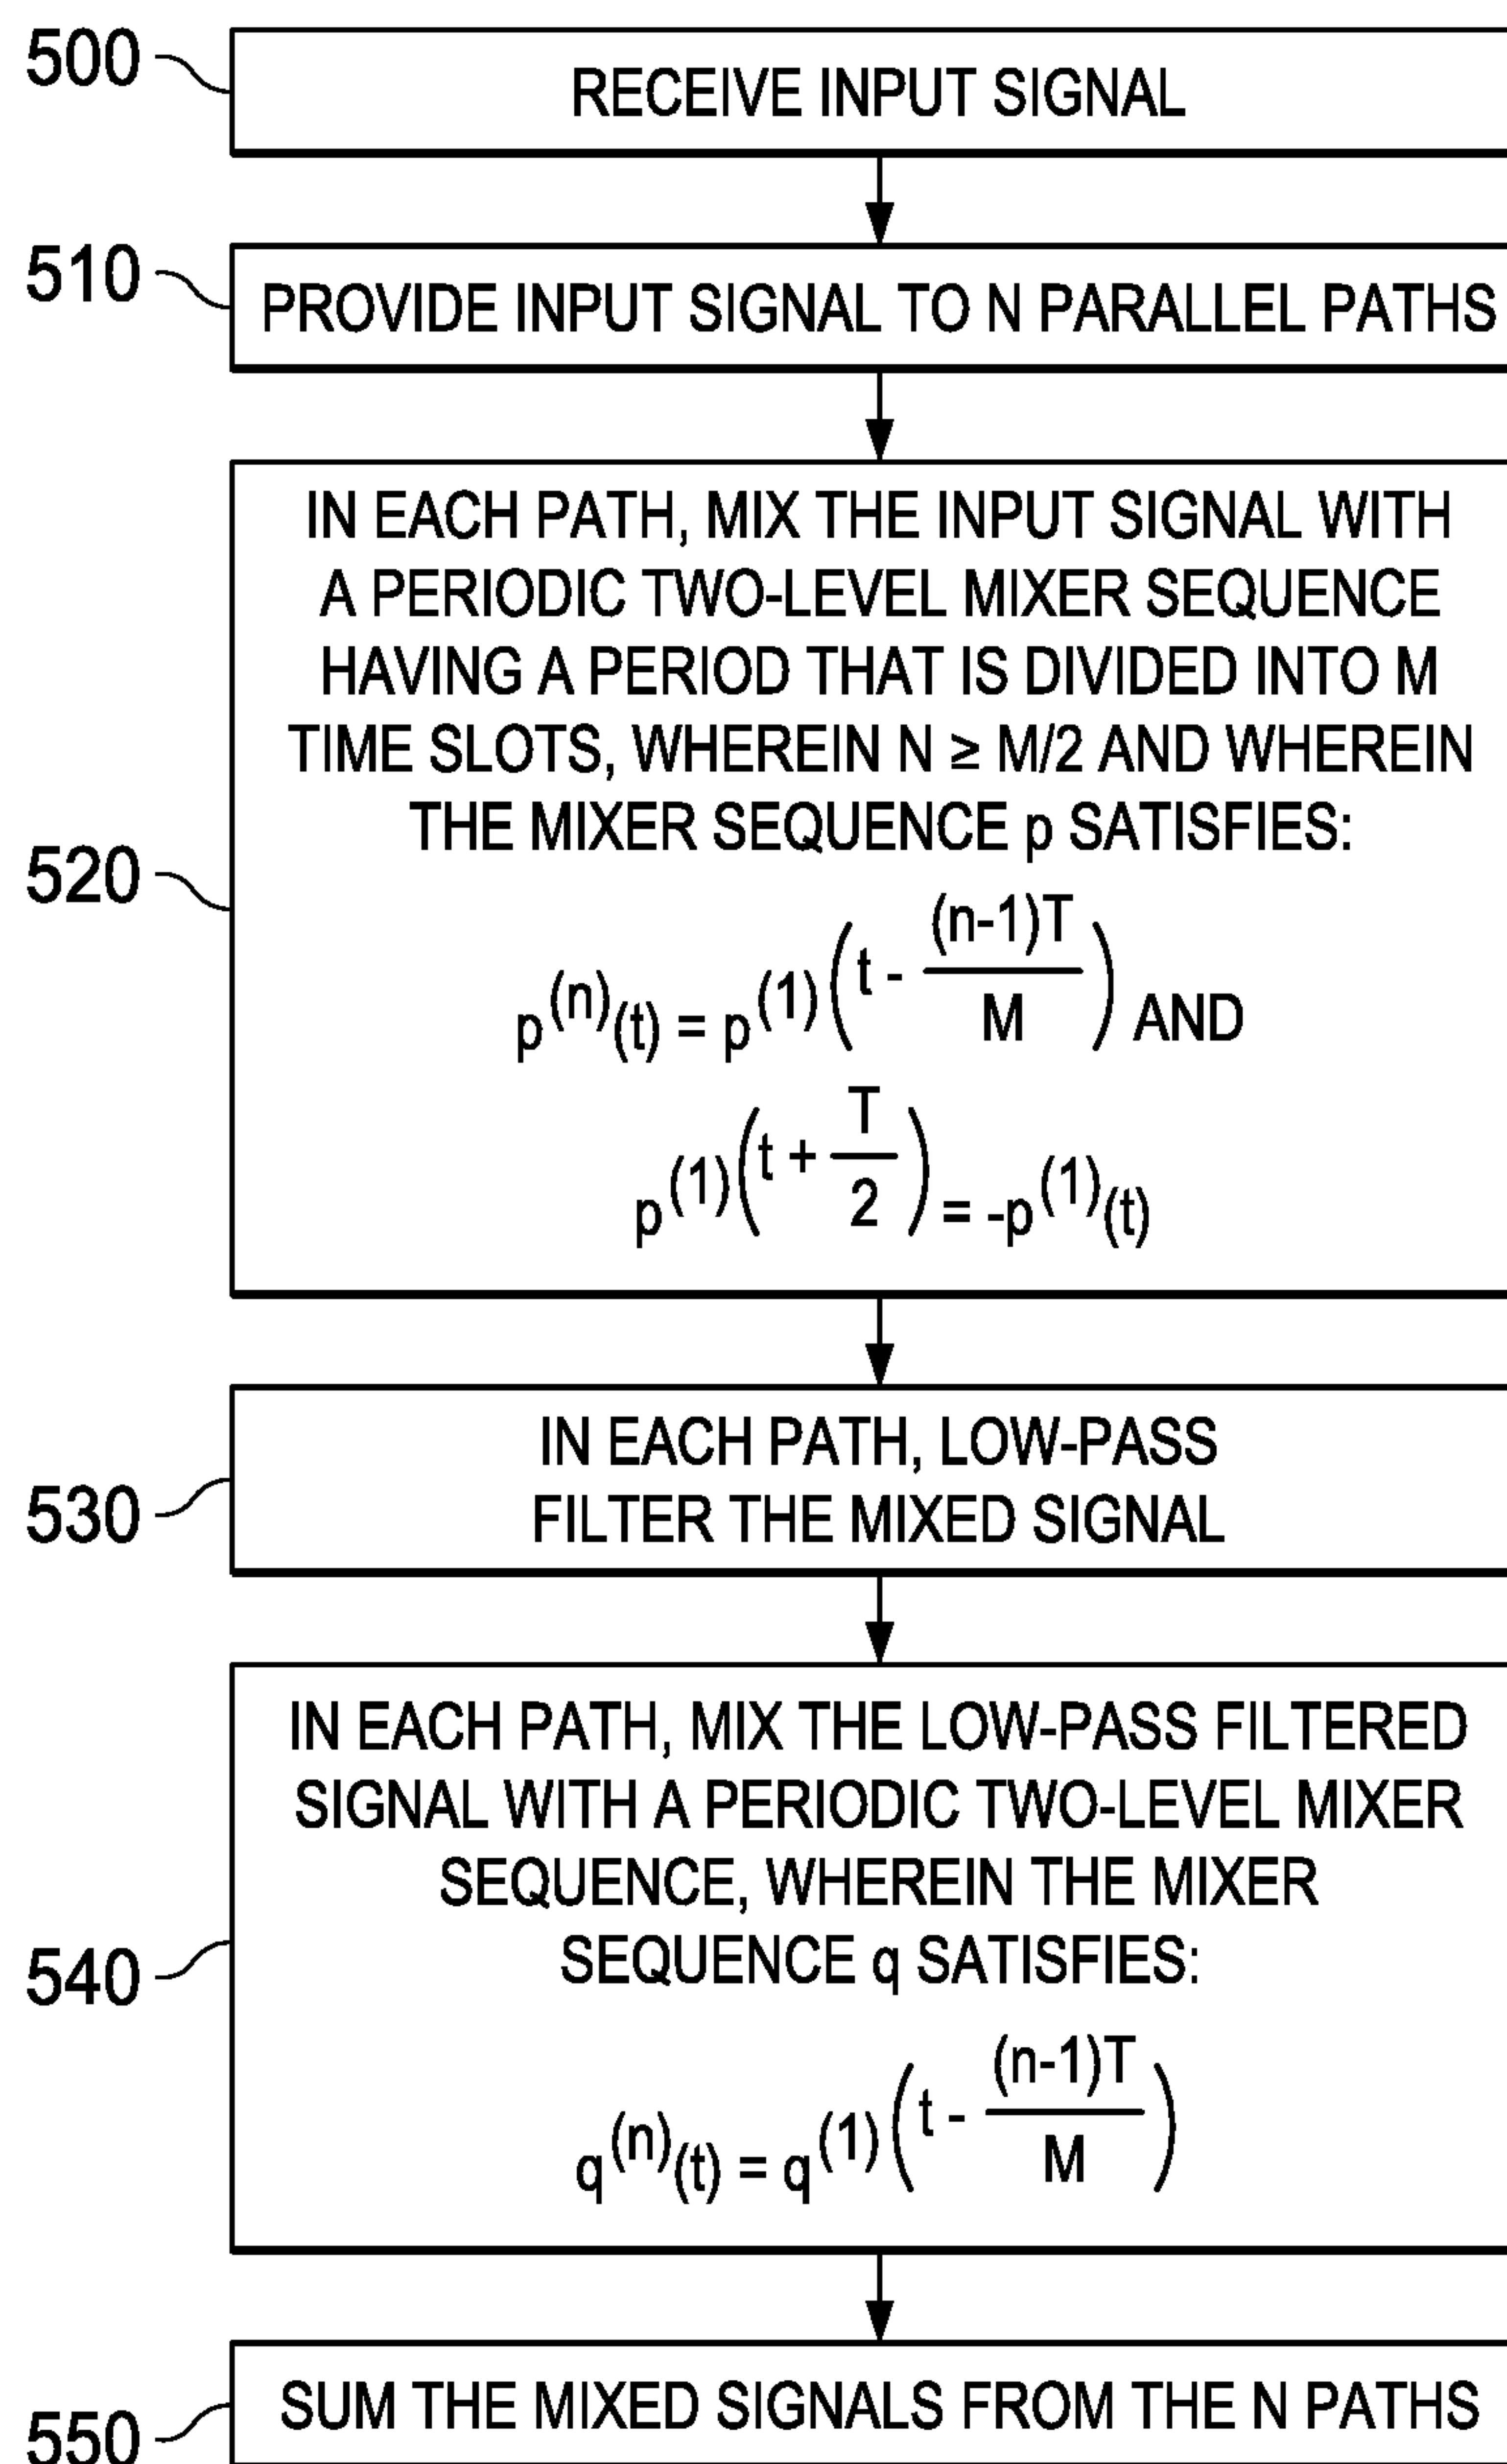 500
RECEIVE INPUT SIGNAL
510
PROVIDE INPUT SIGNAL TO N PARALLEL PATHS
520
IN EACH PATH, MIX THE INPUT SIGNAL WITH
A PERIODIC TWO-LEVEL MIXER SEQUENCE
HAVING A PERIOD THAT IS DIVIDED INTO M
TIME SLOTS, WHEREIN N ≥ M/2 AND WHEREIN
THE MIXER SEQUENCE p SATISFIES:
p^(n)(t) = p^(1)(t - (n-1)T/M) AND
p^(1)(t + T/2) = -p^(1)(t)
530
IN EACH PATH, LOW-PASS
FILTER THE MIXED SIGNAL
540
IN EACH PATH, MIX THE LOW-PASS FILTERED
SIGNAL WITH A PERIODIC TWO-LEVEL MIXER
SEQUENCE, WHEREIN THE MIXER
SEQUENCE q SATISFIES:
q^(n)(t) = q^(1)(t - (n-1)T/M)
550
SUM THE MIXED SIGNALS FROM THE N PATHS